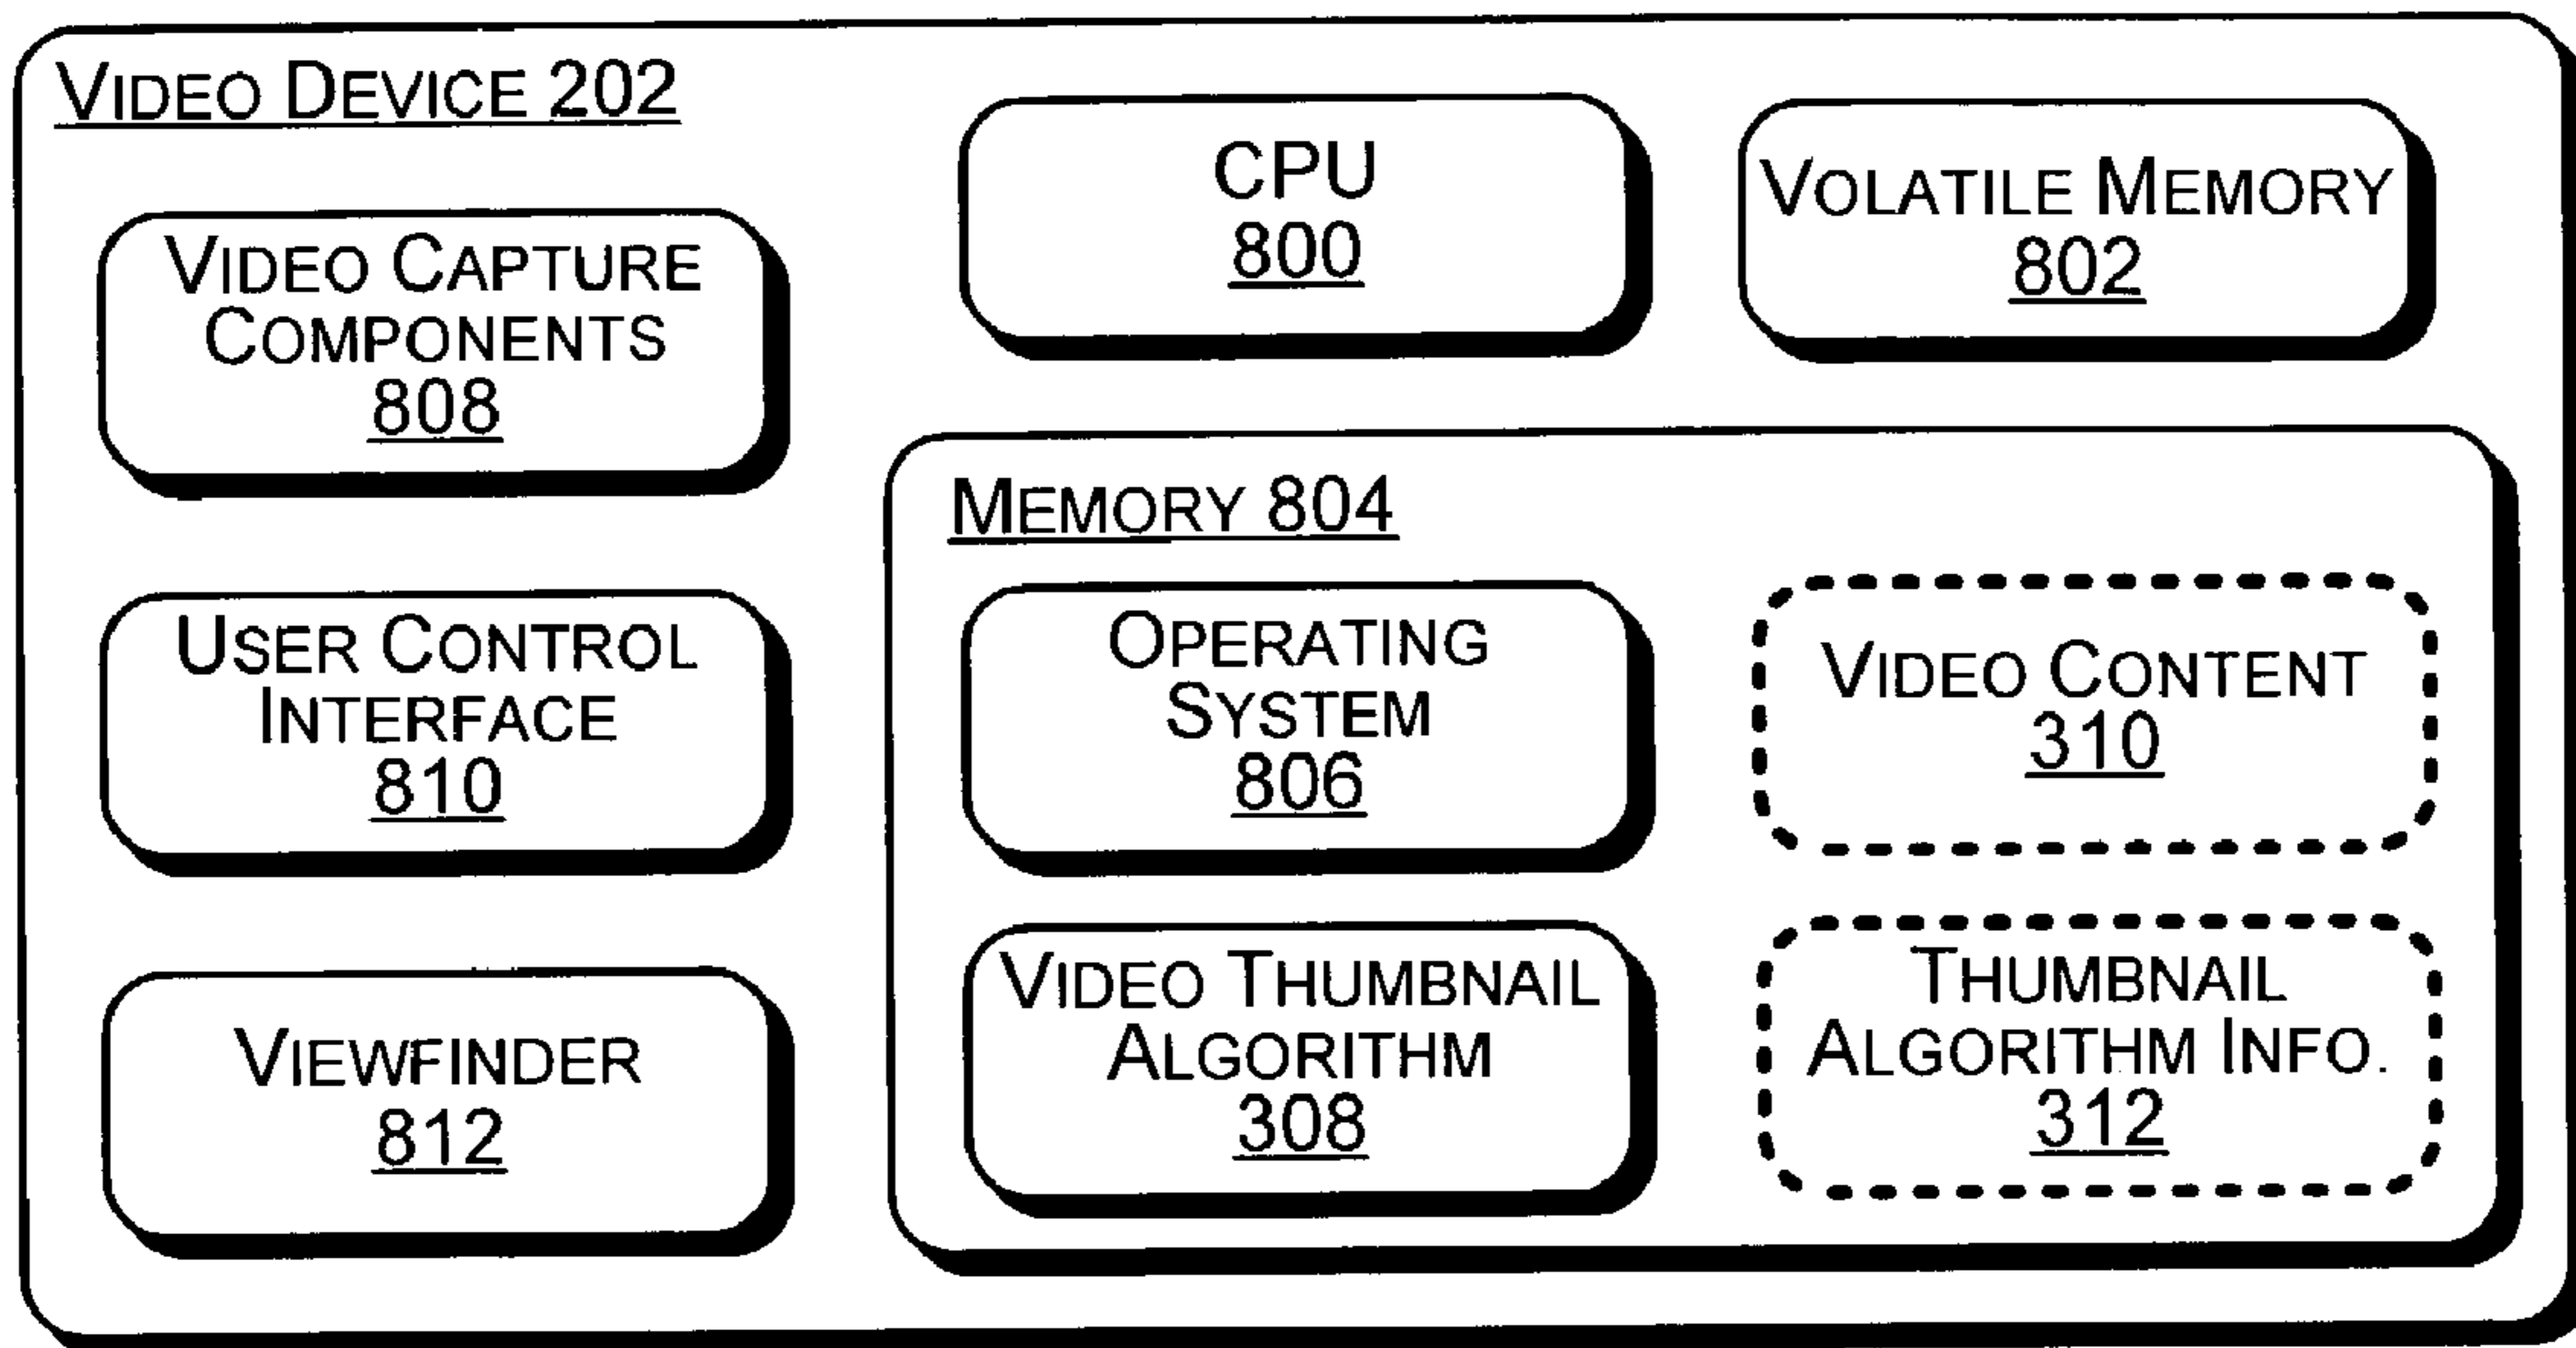 VIDEO DEVICE 202
CPU
800
VOLATILE MEMORY
802
VIDEO CAPTURE
COMPONENTS
808
MEMORY 804
USER CONTROL
INTERFACE
810
OPERATING
SYSTEM
806
VIDEO CONTENT
310
VIEWFINDER
812
VIDEO THUMBNAIL
ALGORITHM
308
THUMBNAIL
ALGORITHM INFO.
312